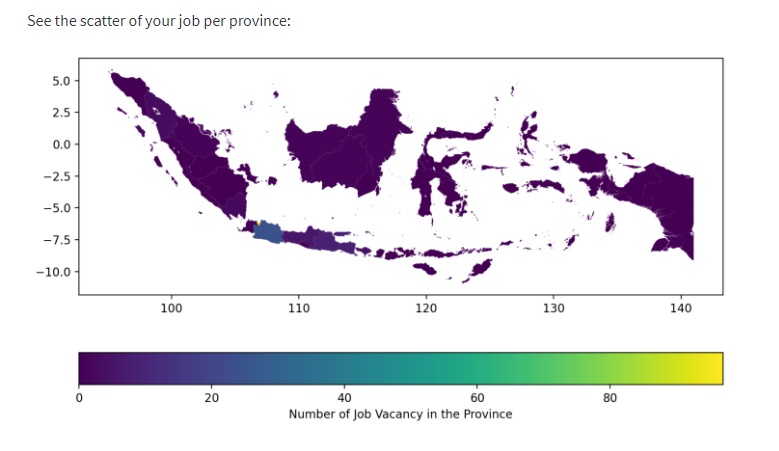 See the scatter of your job per province:
5.0
2.5
0.0
−2.5
−5.0
−7.5
−10.0
100 110 120 130 140
0 20 40 60 80
Number of Job Vacancy in the Province